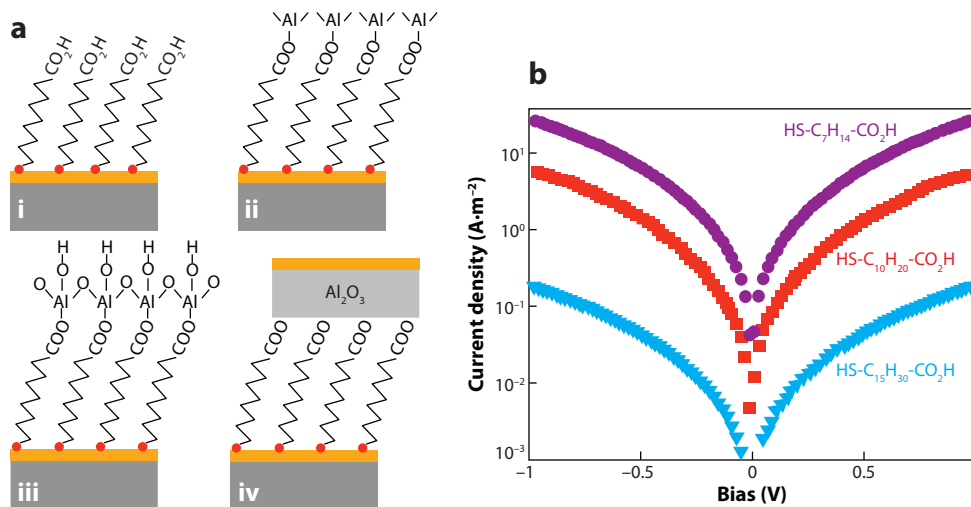 a
CO₂H CO₂H CO₂H CO₂H
i
Al Al Al Al
COO COO COO COO
ii
H H H H
O O O O
O O O O O
Al Al Al Al
COO COO COO COO
iii
Al₂O₃
COO COO COO COO
iv
b
Current density (A·m⁻²)
10¹
10⁰
10⁻¹
10⁻²
10⁻³
HS-C₇H₁₄-CO₂H
HS-C₁₀H₂₀-CO₂H
HS-C₁₅H₃₀-CO₂H
−1 −0.5 0 0.5
Bias (V)